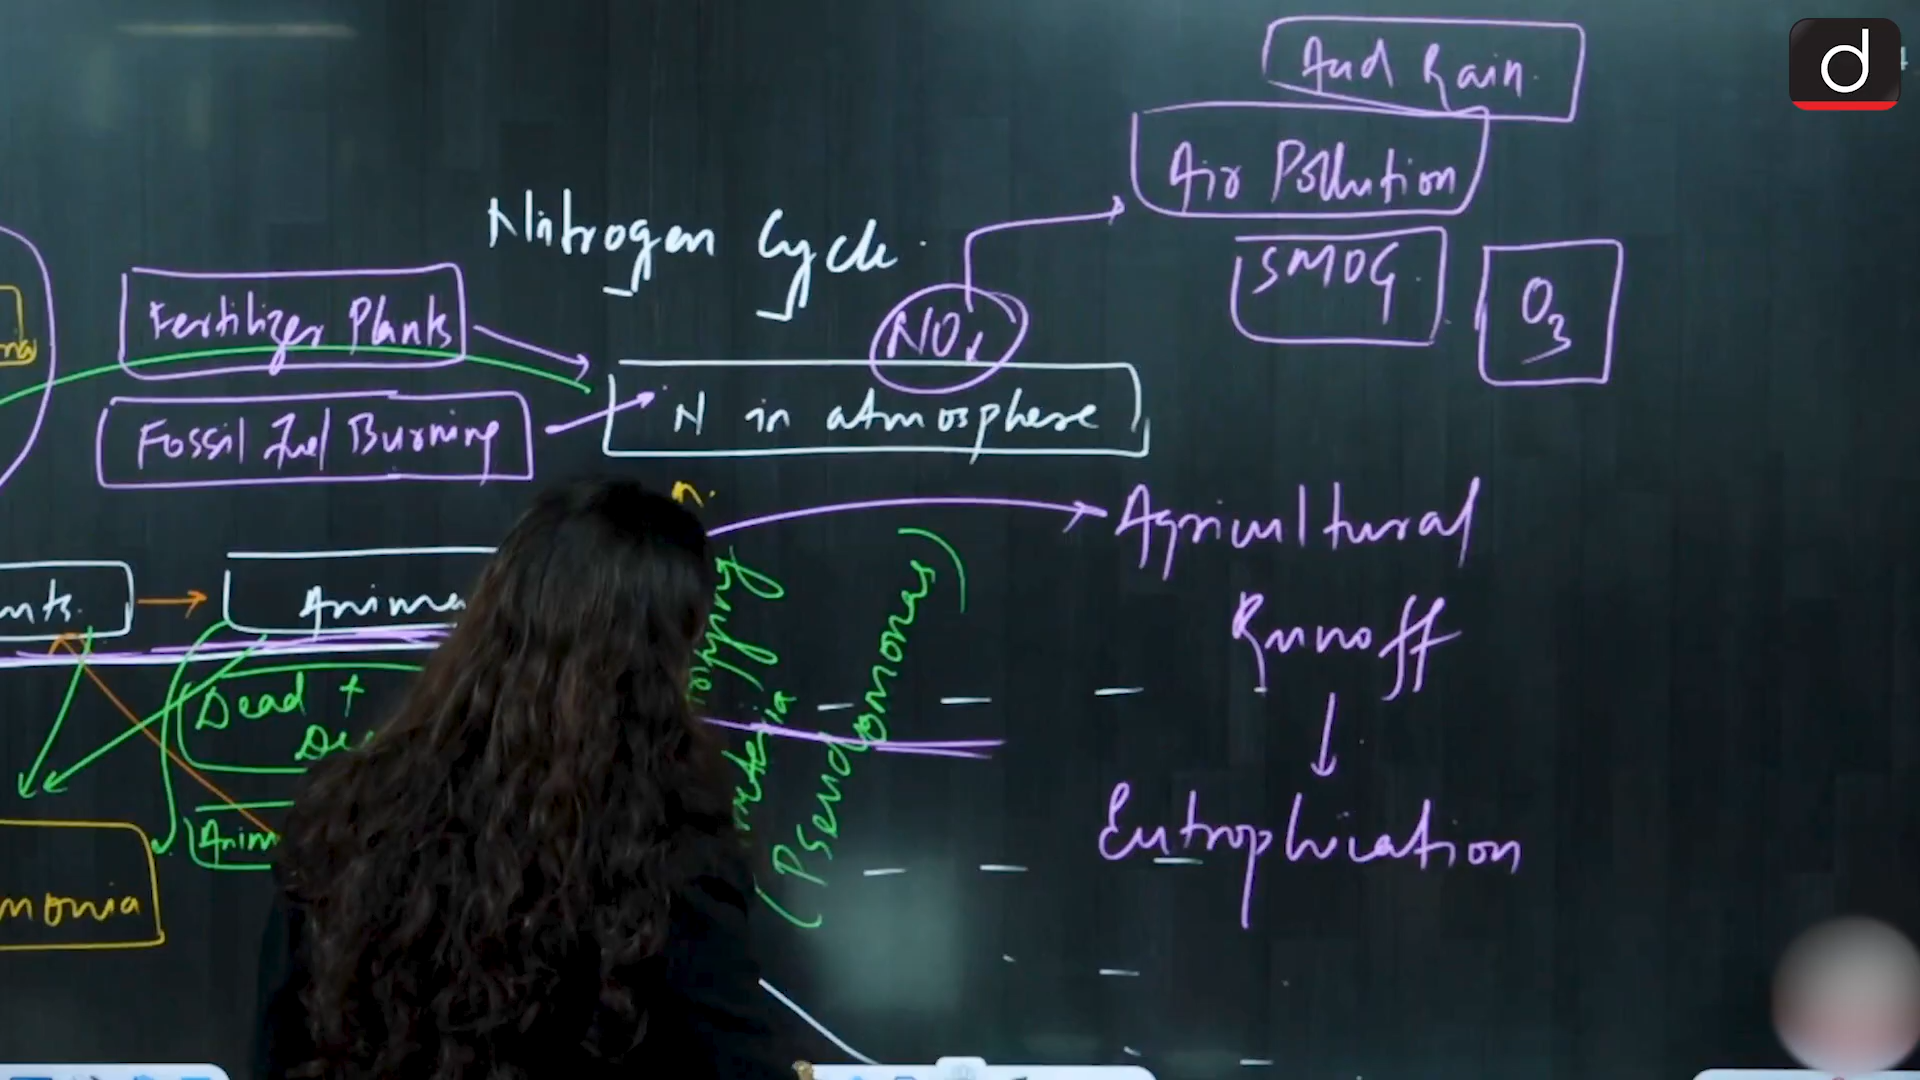 Acid Rain
Air Pollution
Nitrogen Cycle
SMOG
O3
Fertilizer Plants
NOx
N in atmosphere
Fossil Fuel Burning
Agricultural
Runoff
Eutrophication
Dead +
(Pseudomonas)
d